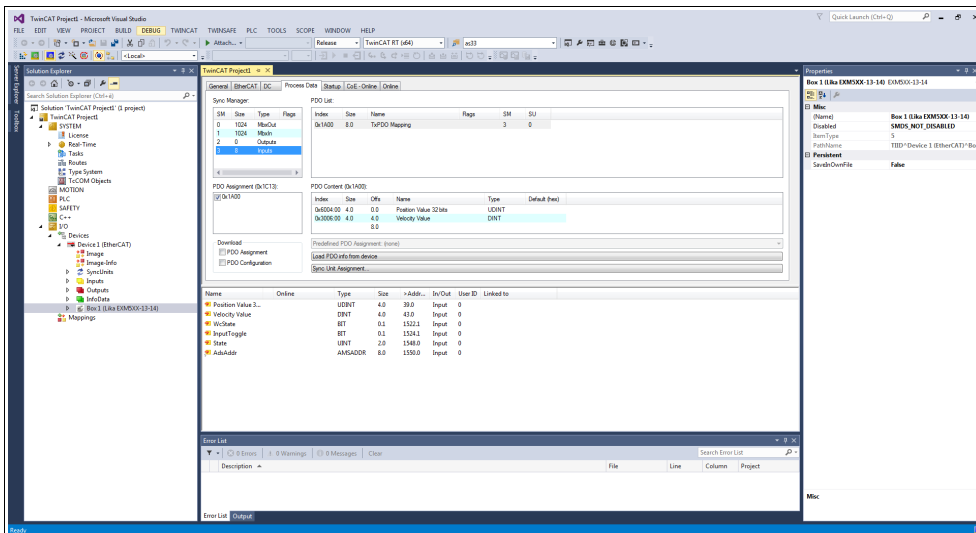 TwinCAT Project1 - Microsoft Visual Studio
Quick Launch (Ctrl+Q)
FILE EDIT VIEW PROJECT BUILD DEBUG TWINCAT TWINSAFE PLC TOOLS SCOPE WINDOW HELP
Attach... Release TwinCAT RT (x64) as33
<Local>
Server Explorer
Toolbox
Solution Explorer
Search Solution Explorer (Ctrl+è)
Solution 'TwinCAT Project1' (1 project)
TwinCAT Project1
SYSTEM
License
Real-Time
Tasks
Routes
Type System
TcCOM Objects
MOTION
PLC
SAFETY
C++
I/O
Devices
Device 1 (EtherCAT)
Image
Image-Info
SyncUnits
Inputs
Outputs
InfoData
Box 1 (Lika EXM5XX-13-14)
Mappings
TwinCAT Project1
General EtherCAT DC Process Data Startup CoE - Online Online
Sync Manager:
SM Size Type Flags
0 1024 MbxOut
1 1024 MbxIn
2 0 Outputs
3 8 Inputs
PDO List:
Index Size Name Flags SM SU
0x1A00 8.0 TxPDO Mapping 3 0
PDO Assignment (0x1C13):
0x1A00
PDO Content (0x1A00):
Index Size Offs Name Type Default (hex)
0x6004:00 4.0 0.0 Position Value 32 bits UDINT
0x3006:00 4.0 4.0 Velocity Value DINT
8.0
Download
PDO Assignment
PDO Configuration
Predefined PDO Assignment: (none)
Load PDO info from device
Sync Unit Assignment...
Name Online Type Size >Addr... In/Out User ID Linked to
Position Value 3... UDINT 4.0 39.0 Input 0
Velocity Value DINT 4.0 43.0 Input 0
WcState BIT 0.1 1522.1 Input 0
InputToggle BIT 0.1 1524.1 Input 0
State UINT 2.0 1548.0 Input 0
AdsAddr AMSADDR 8.0 1550.0 Input 0
Error List
0 Errors 0 Warnings 0 Messages Clear
Search Error List
Description File Line Column Project
Error List Output
Properties
Box 1 (Lika EXM5XX-13-14) EXM5XX-13-14
Misc
(Name) Box 1 (Lika EXM5XX-13-14)
Disabled SMDS_NOT_DISABLED
ItemType 5
PathName TIID^Device 1 (EtherCAT)^Bo
Persistent
SaveInOwnFile False
Misc
Ready